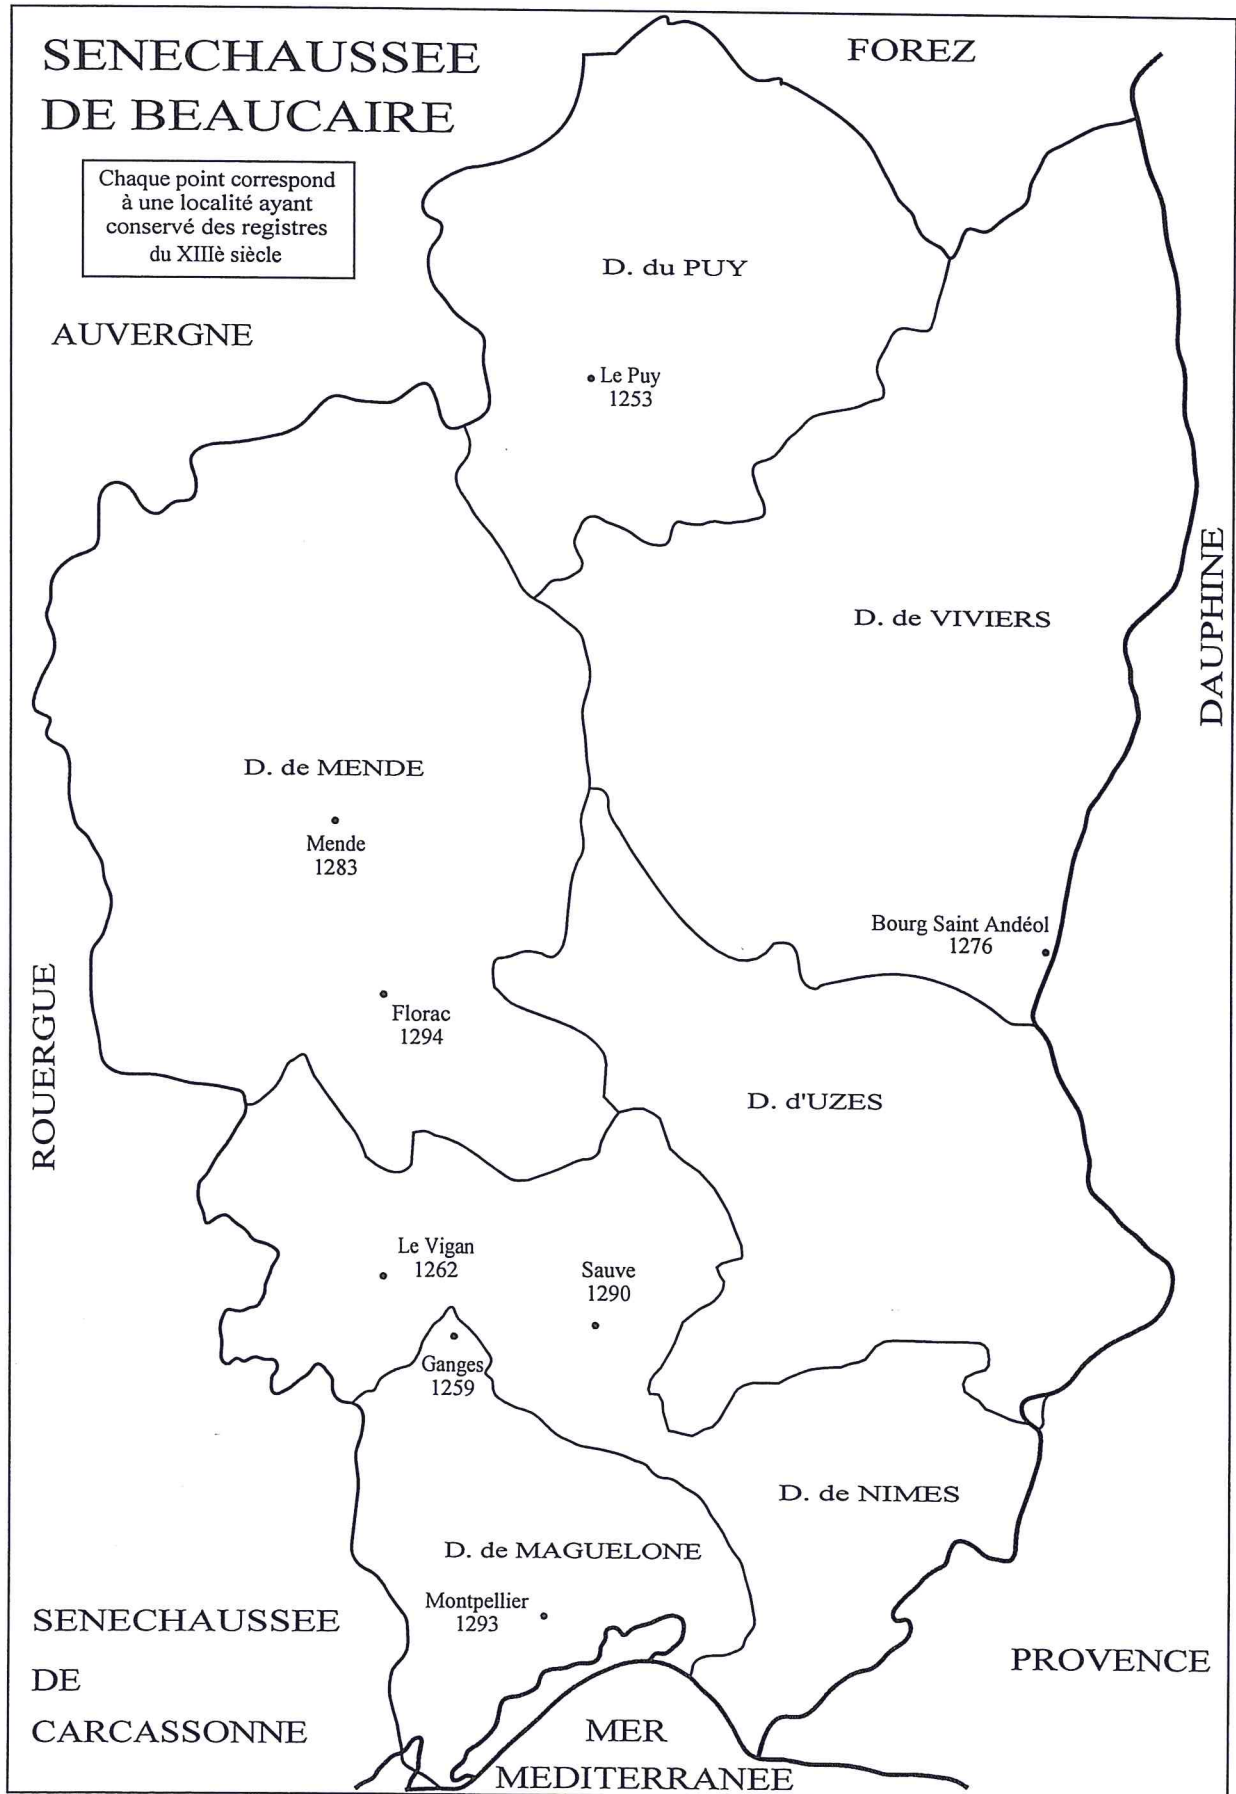 SENECHAUSSEE
DE BEAUCAIRE
Chaque point correspond
à une localité ayant
conservé des registres
du XIIIè siècle
FOREZ
AUVERGNE
D. du PUY
Le Puy
1253
D. de VIVIERS
DAUPHINE
D. de MENDE
Mende
1283
Bourg Saint Andéol
1276
Florac
1294
ROUERGUE
D. d'UZES
Le Vigan
1262
Sauve
1290
Ganges
1259
D. de NIMES
D. de MAGUELONE
Montpellier
1293
SENECHAUSSEE
DE
CARCASSONNE
PROVENCE
MER
MEDITERRANEE